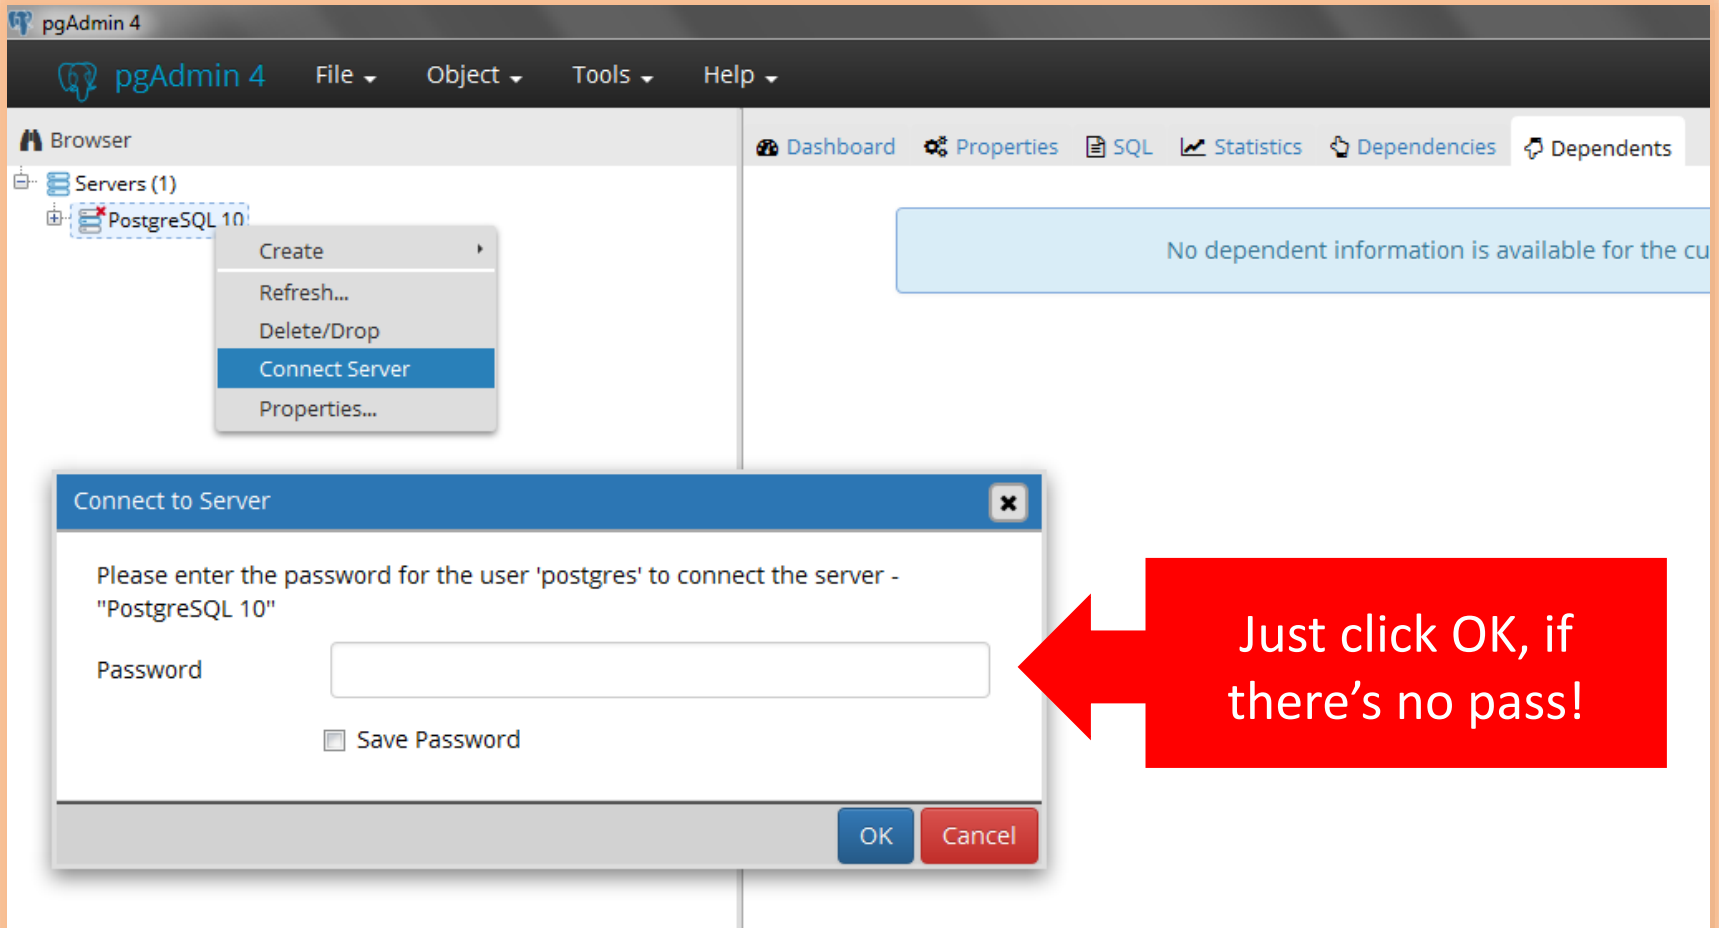 pgAdmin 4
pgAdmin 4 File Object Tools Help
Browser
Dashboard Properties SQL Statistics Dependencies Dependents
Servers (1)
PostgreSQL 10
No dependent information is available for the cu
Create
Refresh...
Delete/Drop
Connect Server
Properties...
Connect to Server
Please enter the password for the user 'postgres' to connect the server -
"PostgreSQL 10"
Password
Save Password
OK Cancel
Just click OK, if
there’s no pass!